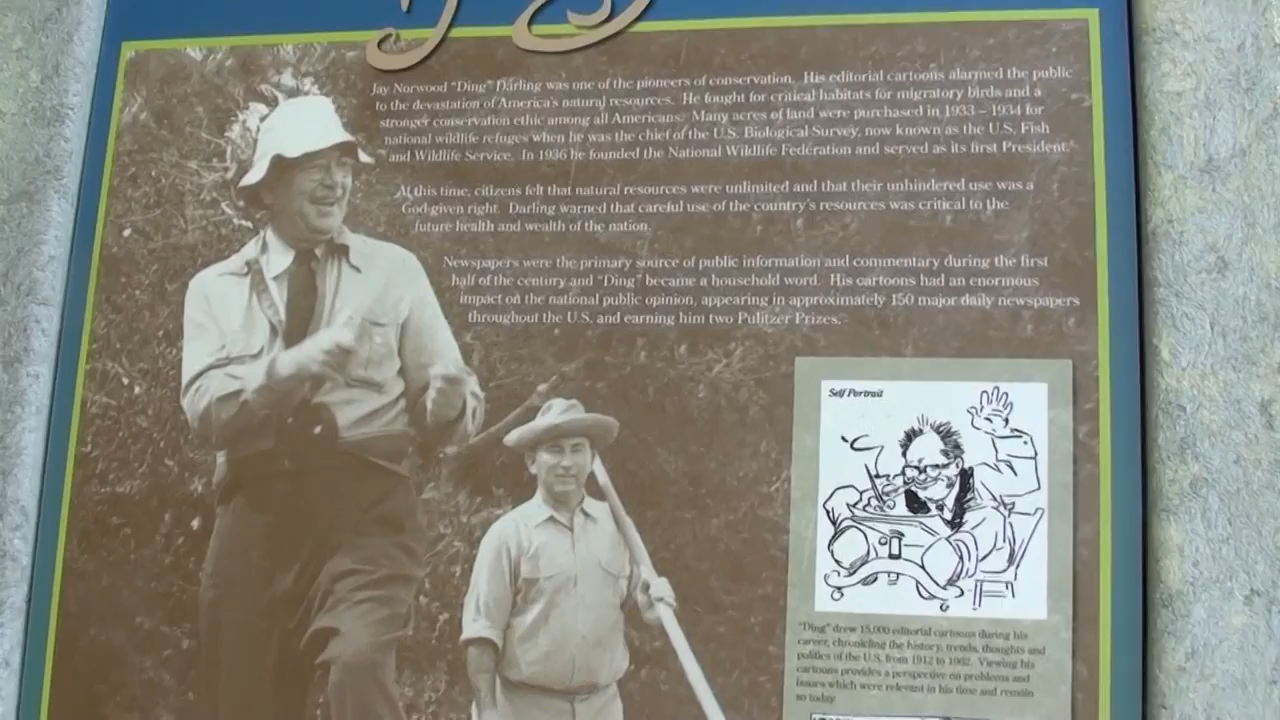 Jay Norwood "Ding" Darling was one of the pioneers of conservation. His editorial cartoons alarmed the public
to the devastation of America's natural resources. He fought for critical habitats for migratory birds and a
stronger conservation ethic among all Americans. Many acres of land were purchased in 1933 – 1934 for
national wildlife refuges when he was the chief of the U.S. Biological Survey, now known as the U.S. Fish
and Wildlife Service. In 1936 he founded the National Wildlife Federation and served as its first President.
At this time, citizens felt that natural resources were unlimited and that their unhindered use was a
God-given right. Darling warned that careful use of the country's resources was critical to the
future health and wealth of the nation.
Newspapers were the primary source of public information and commentary during the first
half of the century and "Ding" became a household word. His cartoons had an enormous
impact on the national public opinion, appearing in approximately 150 major daily newspapers
throughout the U.S. and earning him two Pulitzer Prizes.
Self Portrait
"Ding" drew 15,000 editorial cartoons during his
career, chronicling the history, trends, thoughts and
politics of the U.S. from 1912 to 1962. Viewing his
cartoons provides a perspective on problems and
issues which were relevant in his time and remain
so today.